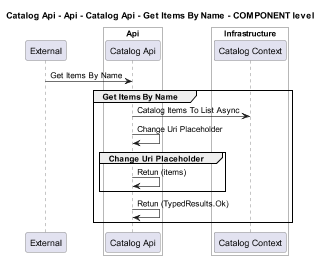 Catalog Api - Api - Catalog Api - Get Items By Name - COMPONENT level
Api
Infrastructure
External
Catalog Api
Catalog Context
Get Items By Name
Get Items By Name
Catalog Items To List Async
Change Uri Placeholder
Change Uri Placeholder
Retun (items)
Retun (TypedResults.Ok)
External
Catalog Api
Catalog Context